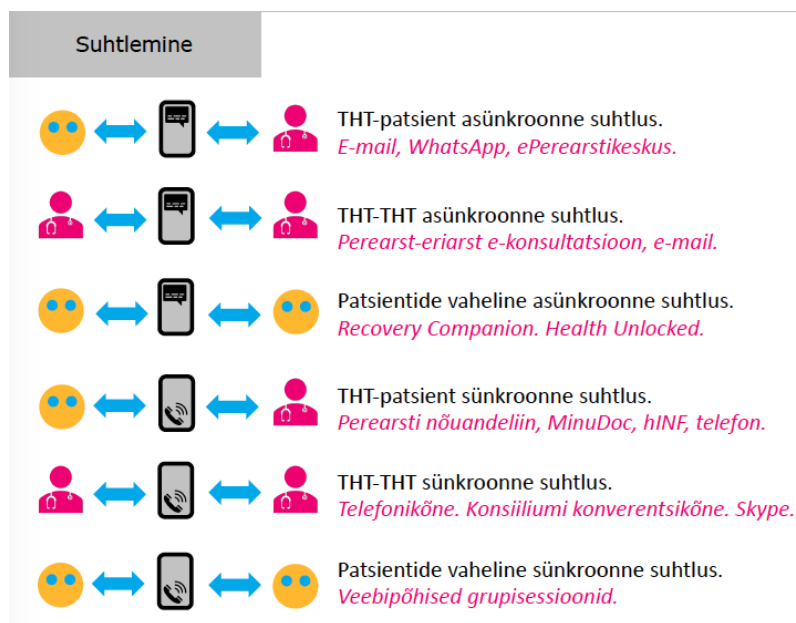 Suhtlemine
THT-patsient asünkroonne suhtlus.
E-mail, WhatsApp, ePerearstikeskus.
THT-THT asünkroonne suhtlus.
Perearst-eriarst e-konsultatsioon, e-mail.
Patsientide vaheline asünkroonne suhtlus.
Recovery Companion. Health Unlocked.
THT-patsient sünkroonne suhtlus.
Perearsti nõuandeliin, MinuDoc, hINF, telefon.
THT-THT sünkroonne suhtlus.
Telefonikõne. Konsiiliumi konverentsikõne. Skype.
Patsientide vaheline sünkroonne suhtlus.
Veebipõhised grupisessioonid.